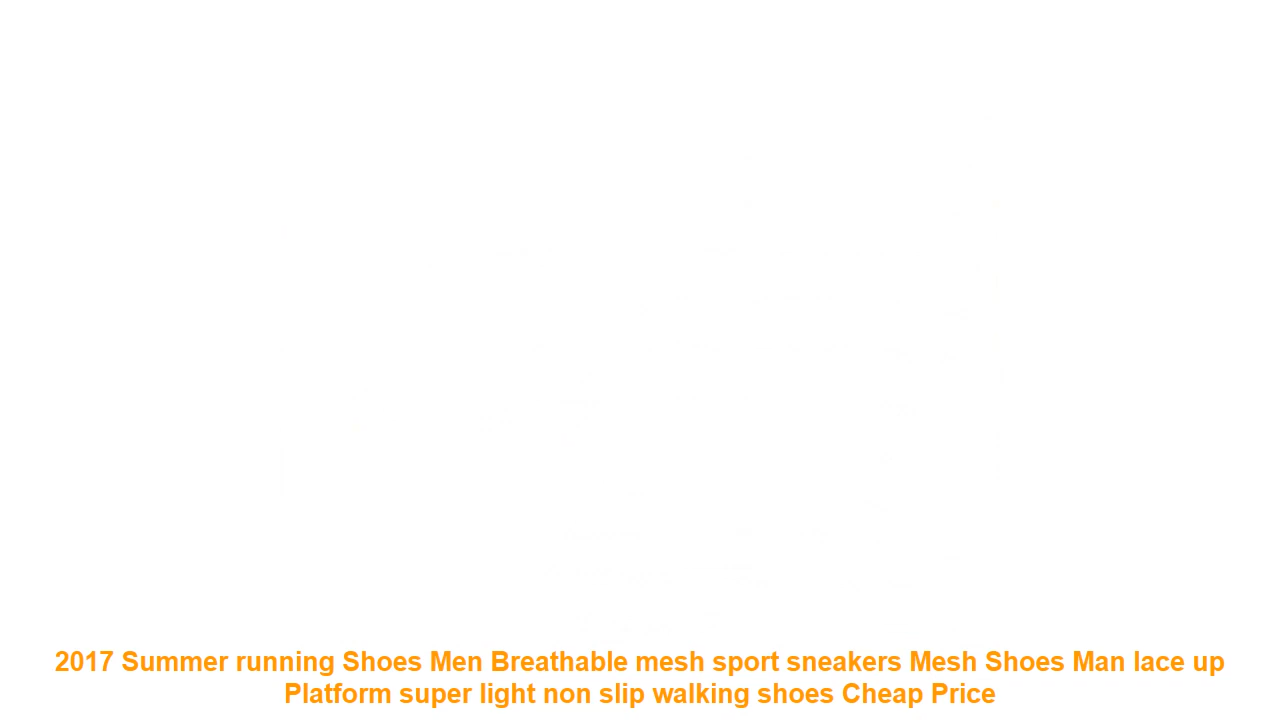 2017 Summer running Shoes Men Breathable mesh sport sneakers Mesh Shoes Man lace up
Platform super light non slip walking shoes Cheap Price